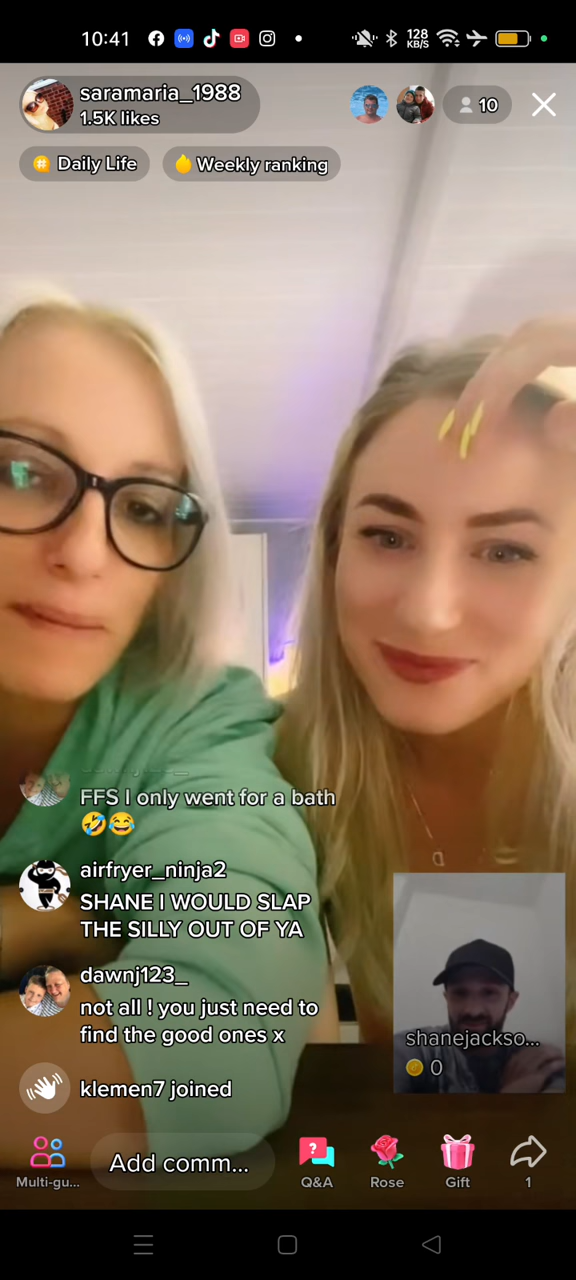 10:41
128
KB/S
saramaria_1988
1.5K likes
10
Daily Life
Weekly ranking
FFS I only went for a bath
🤣😂
airfryer_ninja2
SHANE I WOULD SLAP
THE SILLY OUT OF YA
dawnj123_
not all ! you just need to
find the good ones x
shanejackso...
0
klemen7 joined
Add comm...
Multi-gu...
Q&A
Rose
Gift
1